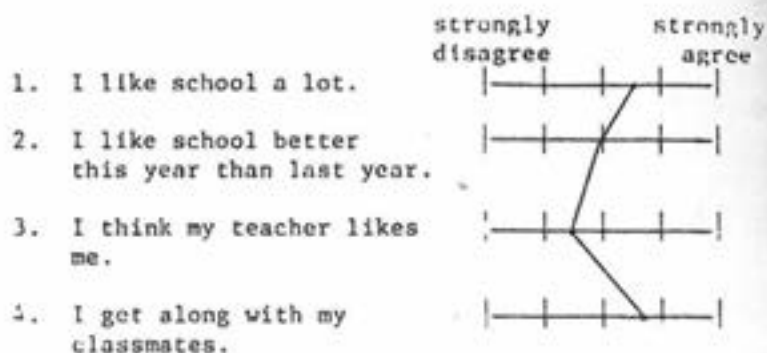 strongly strongly
disagree agree
1. I like school a lot.
2. I like school better
this year than last year.
3. I think my teacher likes
me.
4. I get along with my
classmates.